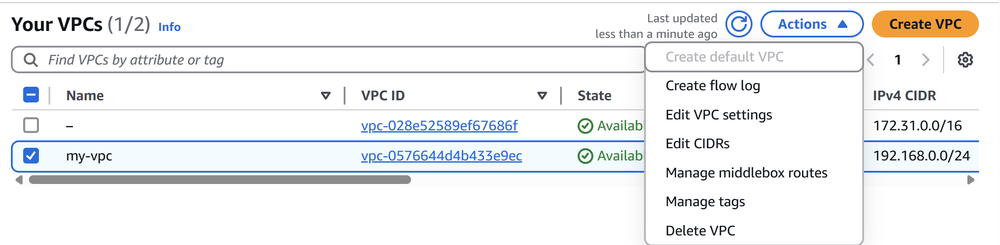 Your VPCs (1/2) Info
Last updated
less than a minute ago
Actions
Create VPC
Find VPCs by attribute or tag
1
Name VPC ID State IPv4 CIDR
– vpc-028e52589ef67686f Availabl 172.31.0.0/16
my-vpc vpc-0576644d4b433e9ec Availabl 192.168.0.0/24
Create default VPC
Create flow log
Edit VPC settings
Edit CIDRs
Manage middlebox routes
Manage tags
Delete VPC